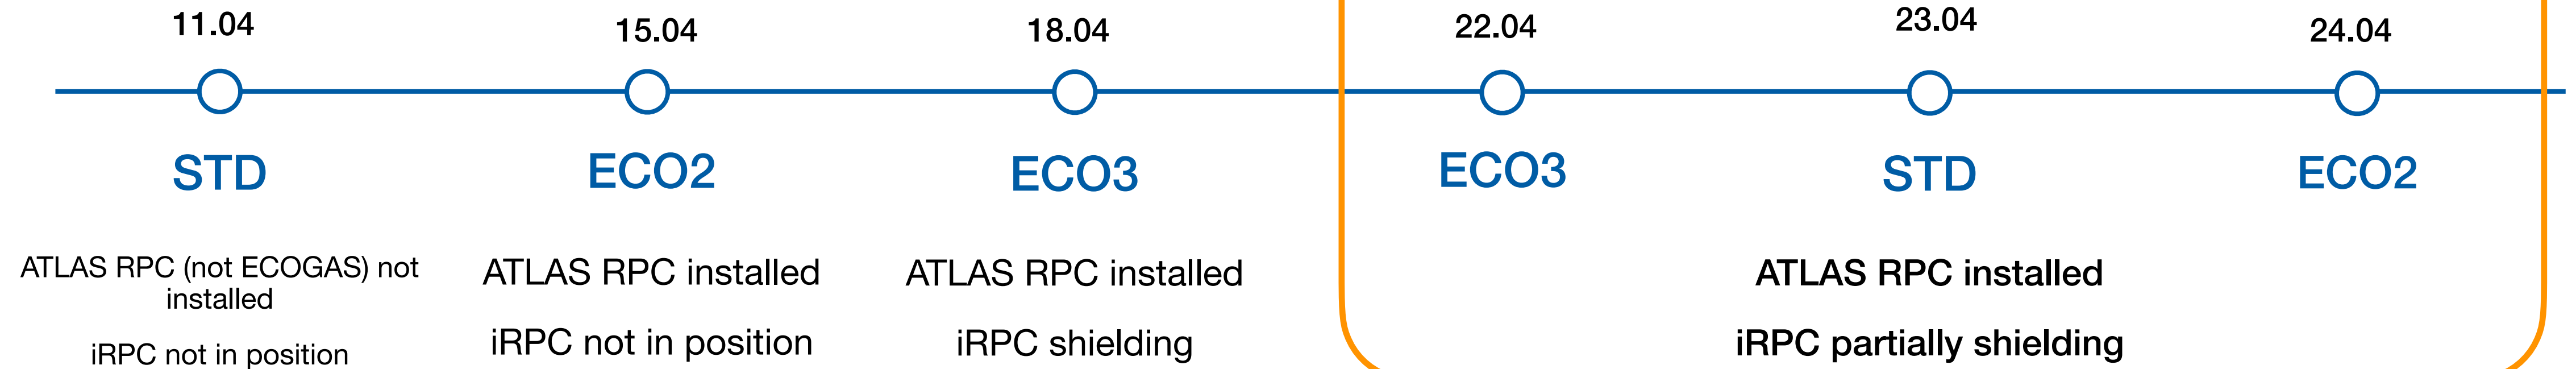 11.04
15.04
18.04
22.04
23.04
24.04
STD
ECO2
ECO3
ECO3
STD
ECO2
ATLAS RPC (not ECOGAS) not
installed
iRPC not in position
ATLAS RPC installed
iRPC not in position
ATLAS RPC installed
iRPC shielding
ATLAS RPC installed
iRPC partially shielding